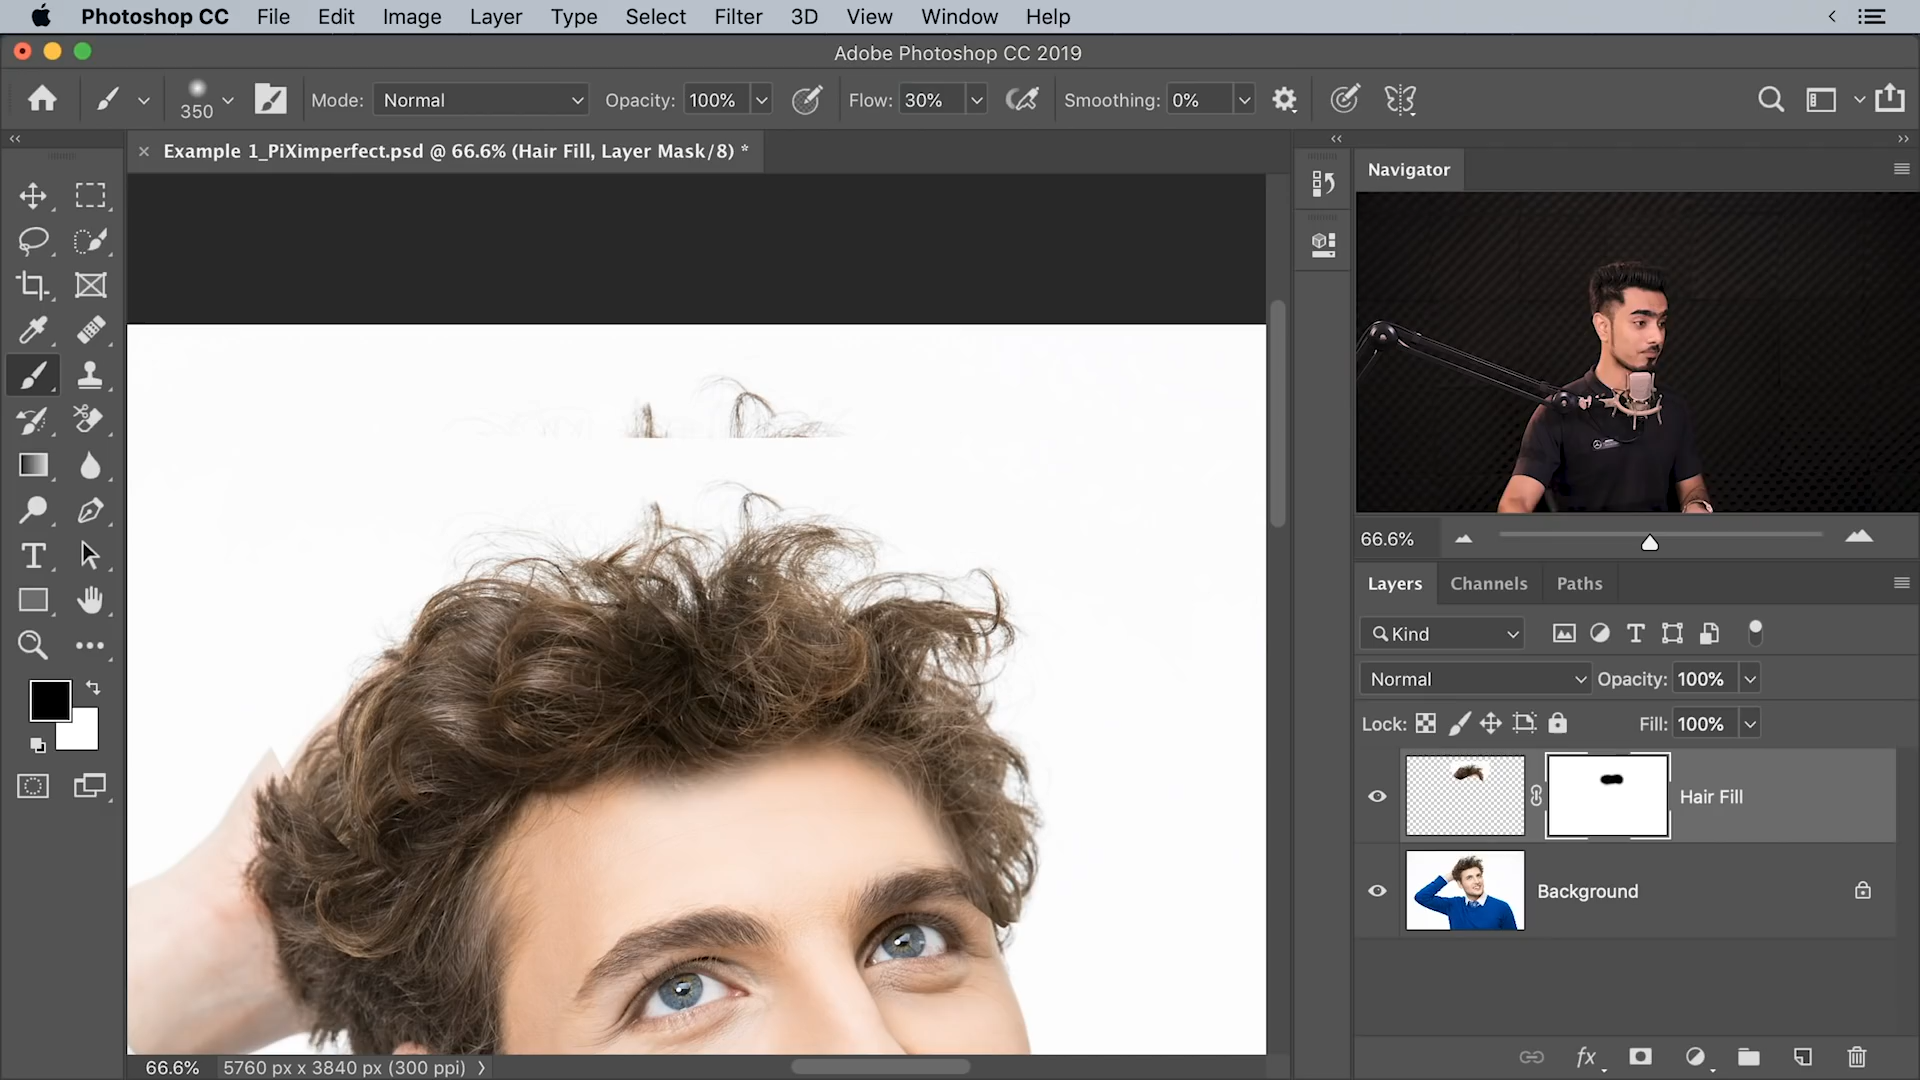 Photoshop CC File Edit Image Layer Type Select Filter 3D View Window Help
Adobe Photoshop CC 2019
350 Mode: Normal Opacity: 100% Flow: 30% Smoothing: 0%
Example 1_PiXimperfect.psd @ 66.6% (Hair Fill, Layer Mask/8) *
Navigator
66.6%
Layers Channels Paths
Kind
Normal Opacity: 100%
Lock: Fill: 100%
Hair Fill
Background
fx
66.6% 5760 px x 3840 px (300 ppi)